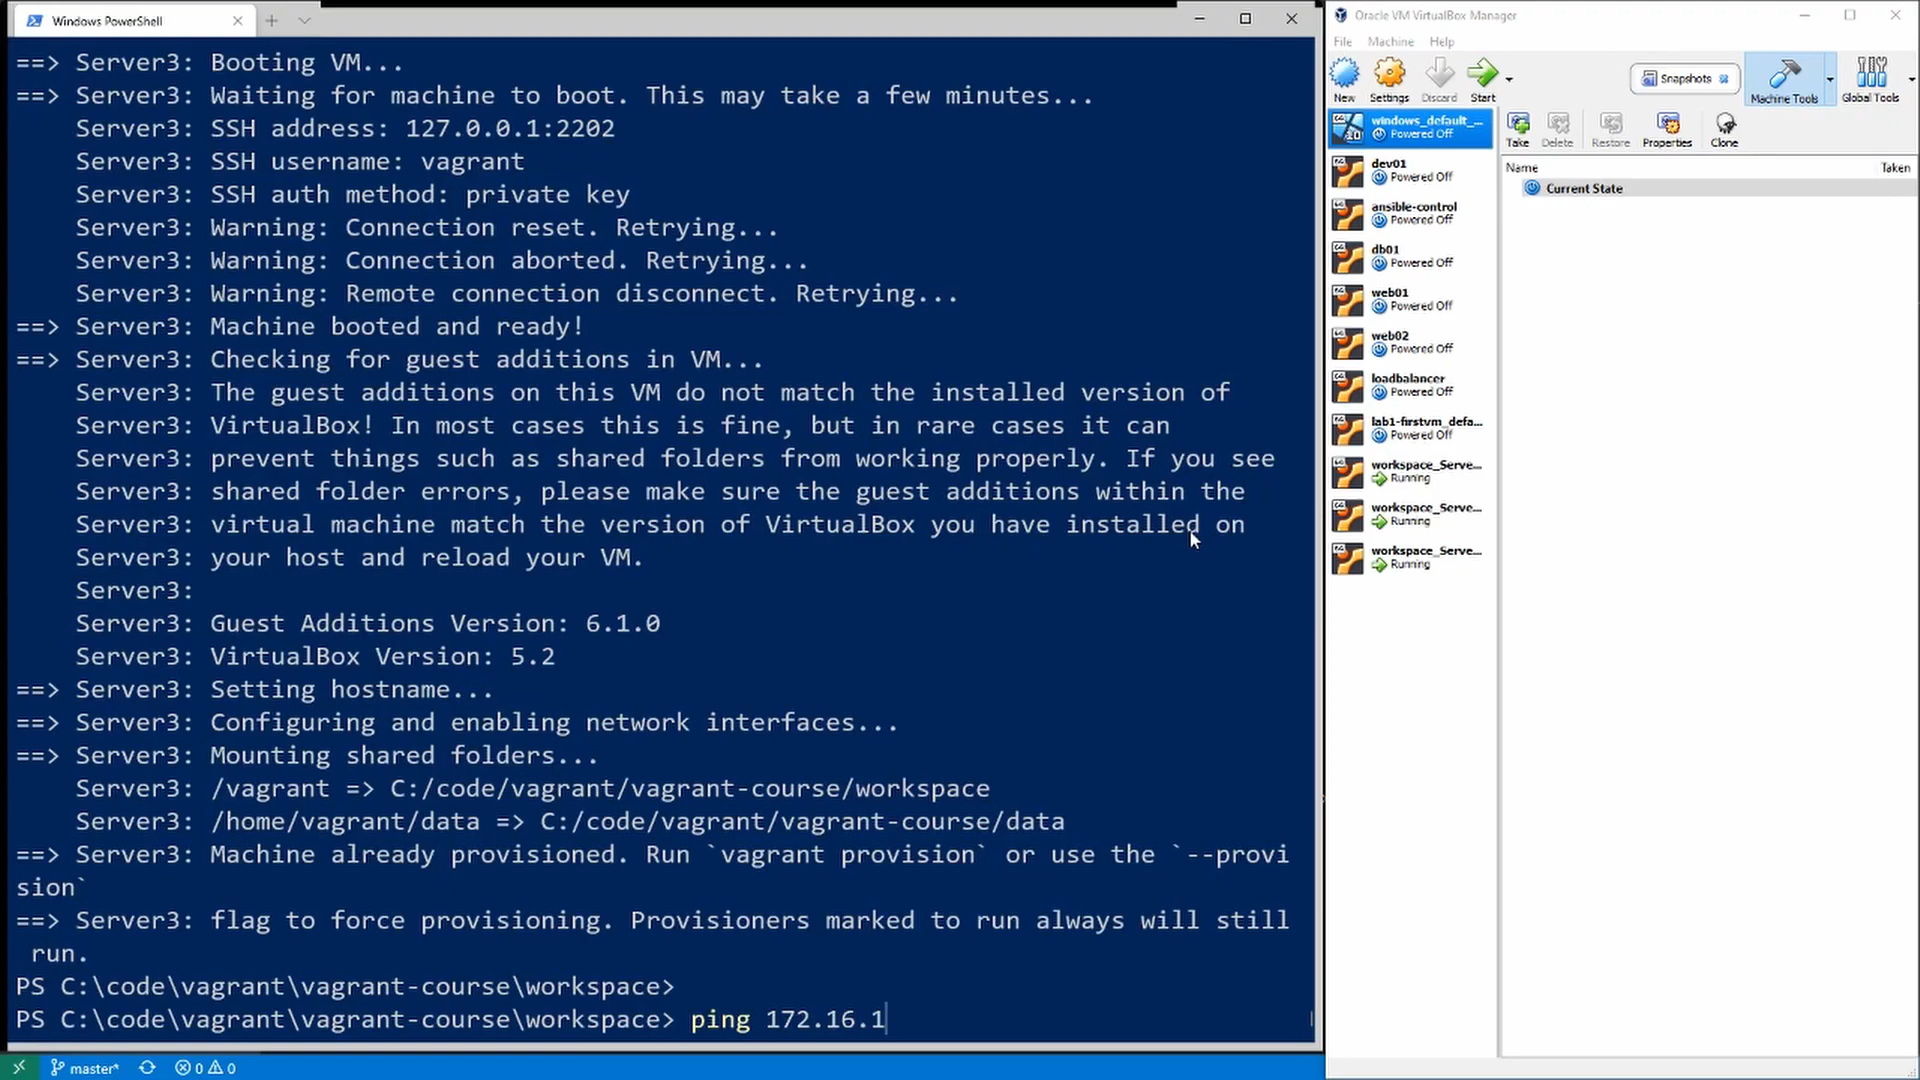 Windows PowerShell
==> Server3: Booting VM...
==> Server3: Waiting for machine to boot. This may take a few minutes...
Server3: SSH address: 127.0.0.1:2202
Server3: SSH username: vagrant
Server3: SSH auth method: private key
Server3: Warning: Connection reset. Retrying...
Server3: Warning: Connection aborted. Retrying...
Server3: Warning: Remote connection disconnect. Retrying...
==> Server3: Machine booted and ready!
==> Server3: Checking for guest additions in VM...
Server3: The guest additions on this VM do not match the installed version of
Server3: VirtualBox! In most cases this is fine, but in rare cases it can
Server3: prevent things such as shared folders from working properly. If you see
Server3: shared folder errors, please make sure the guest additions within the
Server3: virtual machine match the version of VirtualBox you have installed on
Server3: your host and reload your VM.
Server3:
Server3: Guest Additions Version: 6.1.0
Server3: VirtualBox Version: 5.2
==> Server3: Setting hostname...
==> Server3: Configuring and enabling network interfaces...
==> Server3: Mounting shared folders...
Server3: /vagrant => C:/code/vagrant/vagrant-course/workspace
Server3: /home/vagrant/data => C:/code/vagrant/vagrant-course/data
==> Server3: Machine already provisioned. Run `vagrant provision` or use the `--provi
sion`
==> Server3: flag to force provisioning. Provisioners marked to run always will still
run.
PS C:\code\vagrant\vagrant-course\workspace>
PS C:\code\vagrant\vagrant-course\workspace> ping 172.16.1
master* 0 0
Oracle VM VirtualBox Manager
File Machine Help
New Settings Discard Start
Snapshots
Machine Tools Global Tools
windows_default_...
Powered Off
dev01
Powered Off
ansible-control
Powered Off
db01
Powered Off
web01
Powered Off
web02
Powered Off
loadbalancer
Powered Off
lab1-firstvm_defa...
Powered Off
workspace_Serve...
Running
workspace_Serve...
Running
workspace_Serve...
Running
Take Delete Restore Properties Clone
Name Taken
Current State